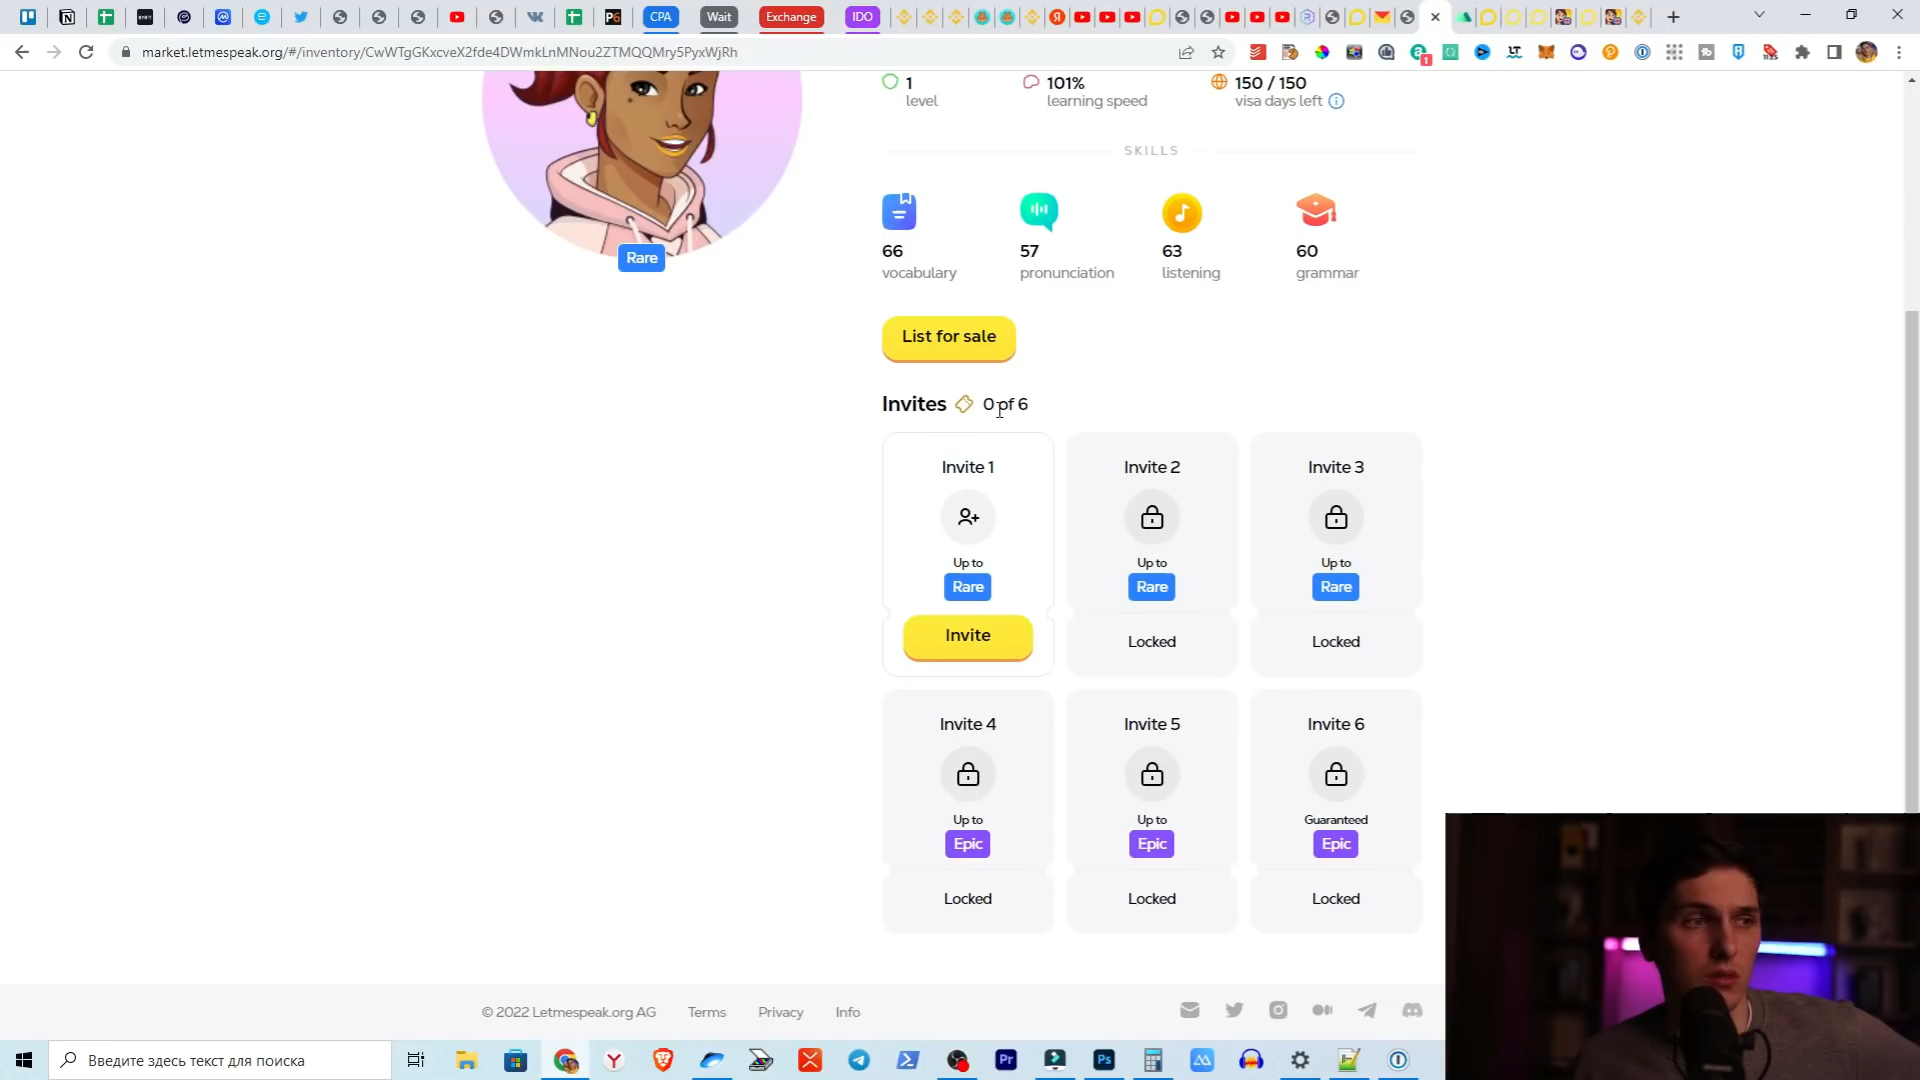 CPA Wait Exchange IDO
market.letmespeak.org/#/inventory/CwWTgGKxcveX2fde4DWmkLnMNou2ZTMQQMry5PyxWjRh
1 101% 150 / 150
level learning speed visa days left
SKILLS
66 57 63 60
vocabulary pronunciation listening grammar
Rare
List for sale
Invites 0 of 6
Invite 1 Invite 2 Invite 3
Up to Up to Up to
Rare Rare Rare
Invite Locked Locked
Invite 4 Invite 5 Invite 6
Up to Up to Guaranteed
Epic Epic Epic
Locked Locked Locked
© 2022 Letmespeak.org AG Terms Privacy Info
Введите здесь текст для поиска